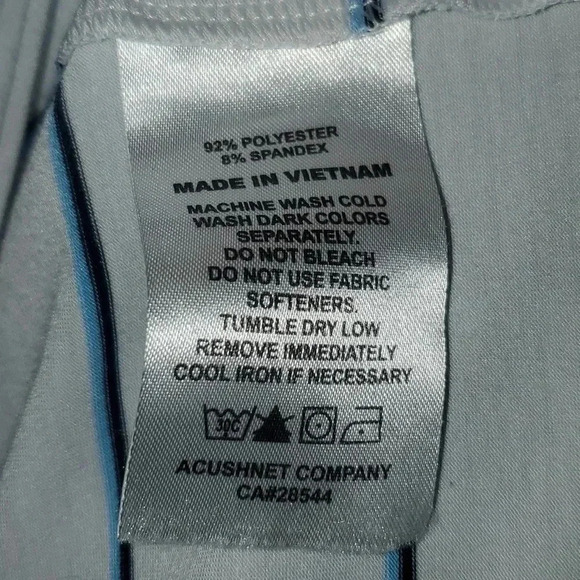 92% POLYESTER
8% SPANDEX
MADE IN VIETNAM
MACHINE WASH COLD
WASH DARK COLORS
SEPARATELY.
DO NOT BLEACH
DO NOT USE FABRIC
SOFTENERS.
TUMBLE DRY LOW
REMOVE IMMEDIATELY
COOL IRON IF NECESSARY
30C
ACUSHNET COMPANY
CA#28544